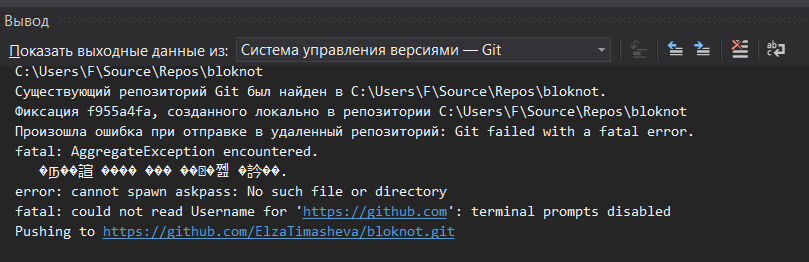 Вывод
Показать выходные данные из: Система управления версиями — Git
C:\Users\F\Source\Repos\bloknot
Существующий репозиторий Git был найден в C:\Users\F\Source\Repos\bloknot.
Фиксация f955a4fa, созданного локально в репозитории C:\Users\F\Source\Repos\bloknot
Произошла ошибка при отправке в удаленный репозиторий: Git failed with a fatal error.
fatal: AggregateException encountered.
error: cannot spawn askpass: No such file or directory
fatal: could not read Username for 'https://github.com': terminal prompts disabled
Pushing to https://github.com/ElzaTimasheva/bloknot.git